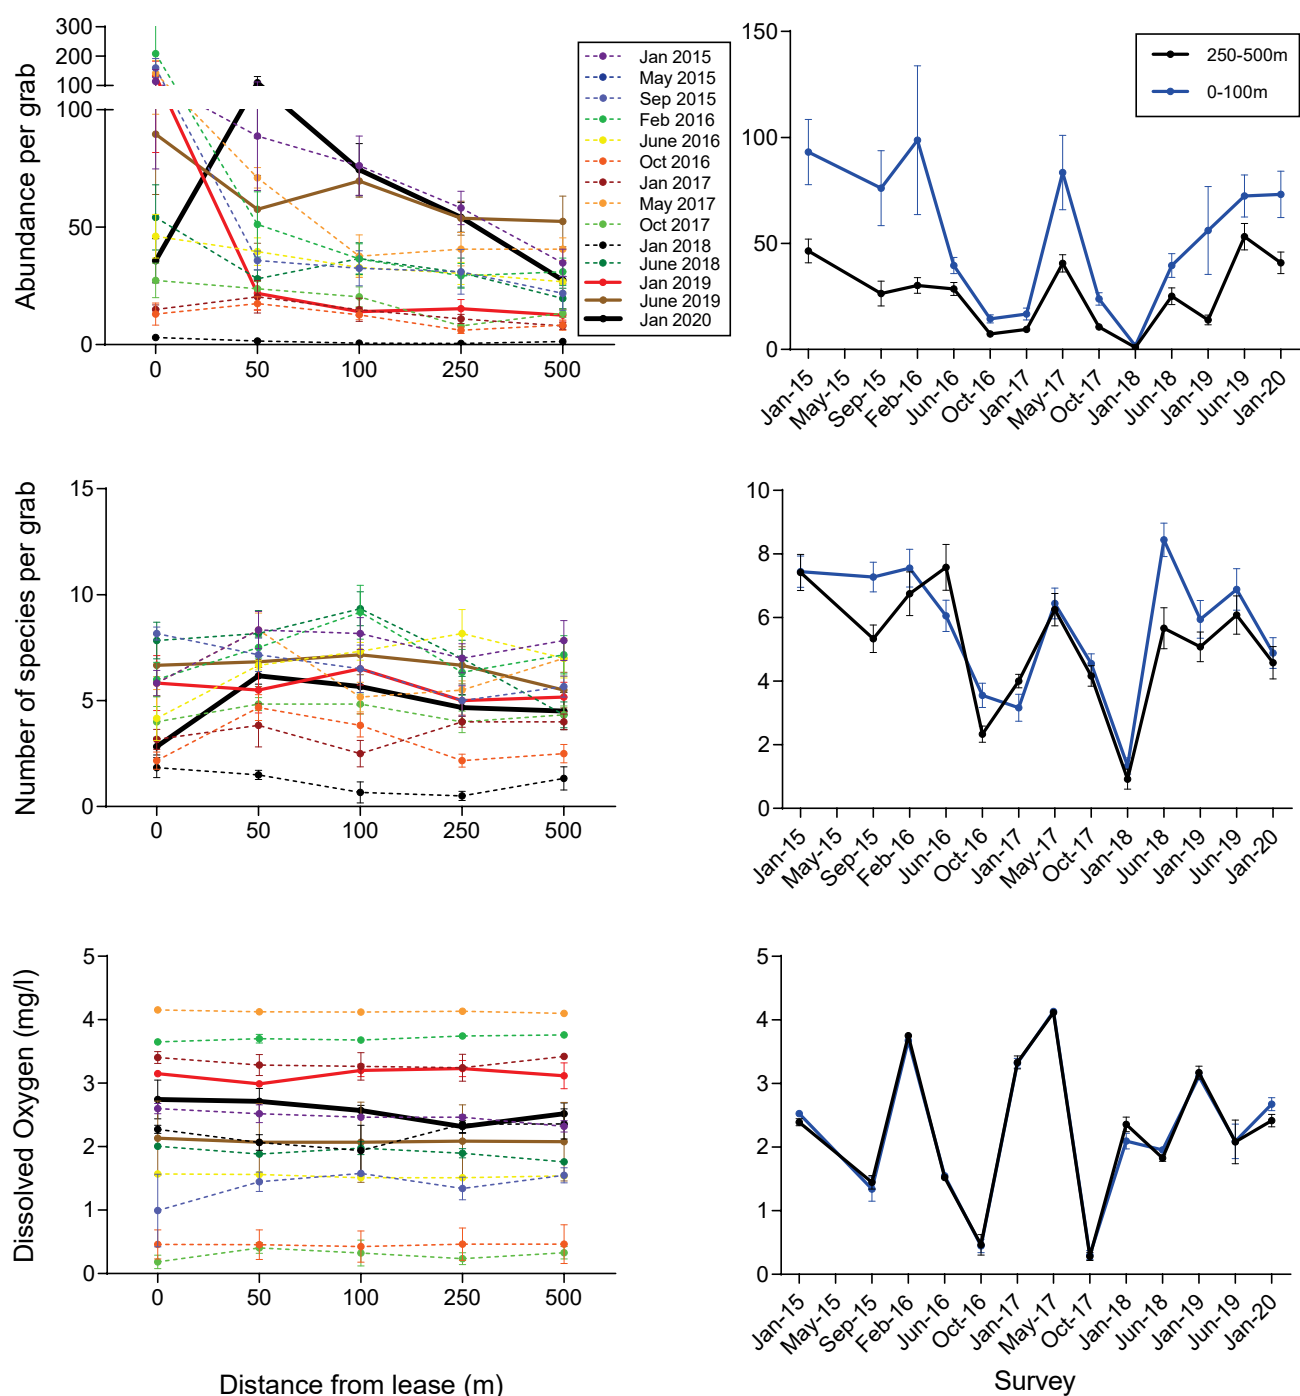 Abundance per grab
300
200
100
100
50
0
0 50 100 250 500
Jan 2015
May 2015
Sep 2015
Feb 2016
June 2016
Oct 2016
Jan 2017
May 2017
Oct 2017
Jan 2018
June 2018
Jan 2019
June 2019
Jan 2020
150
100
50
0
250-500m
0-100m
Jan-15 May-15 Sep-15 Feb-16 Jun-16 Oct-16 Jan-17 May-17 Oct-17 Jan-18 Jun-18 Jan-19 Jun-19 Jan-20
Number of species per grab
15
10
5
0
0 50 100 250 500
10
8
6
4
2
0
Jan-15 May-15 Sep-15 Feb-16 Jun-16 Oct-16 Jan-17 May-17 Oct-17 Jan-18 Jun-18 Jan-19 Jun-19 Jan-20
Dissolved Oxygen (mg/l)
5
4
3
2
1
0
0 50 100 250 500
Distance from lease (m)
5
4
3
2
1
0
Jan-15 May-15 Sep-15 Feb-16 Jun-16 Oct-16 Jan-17 May-17 Oct-17 Jan-18 Jun-18 Jan-19 Jun-19 Jan-20
Survey